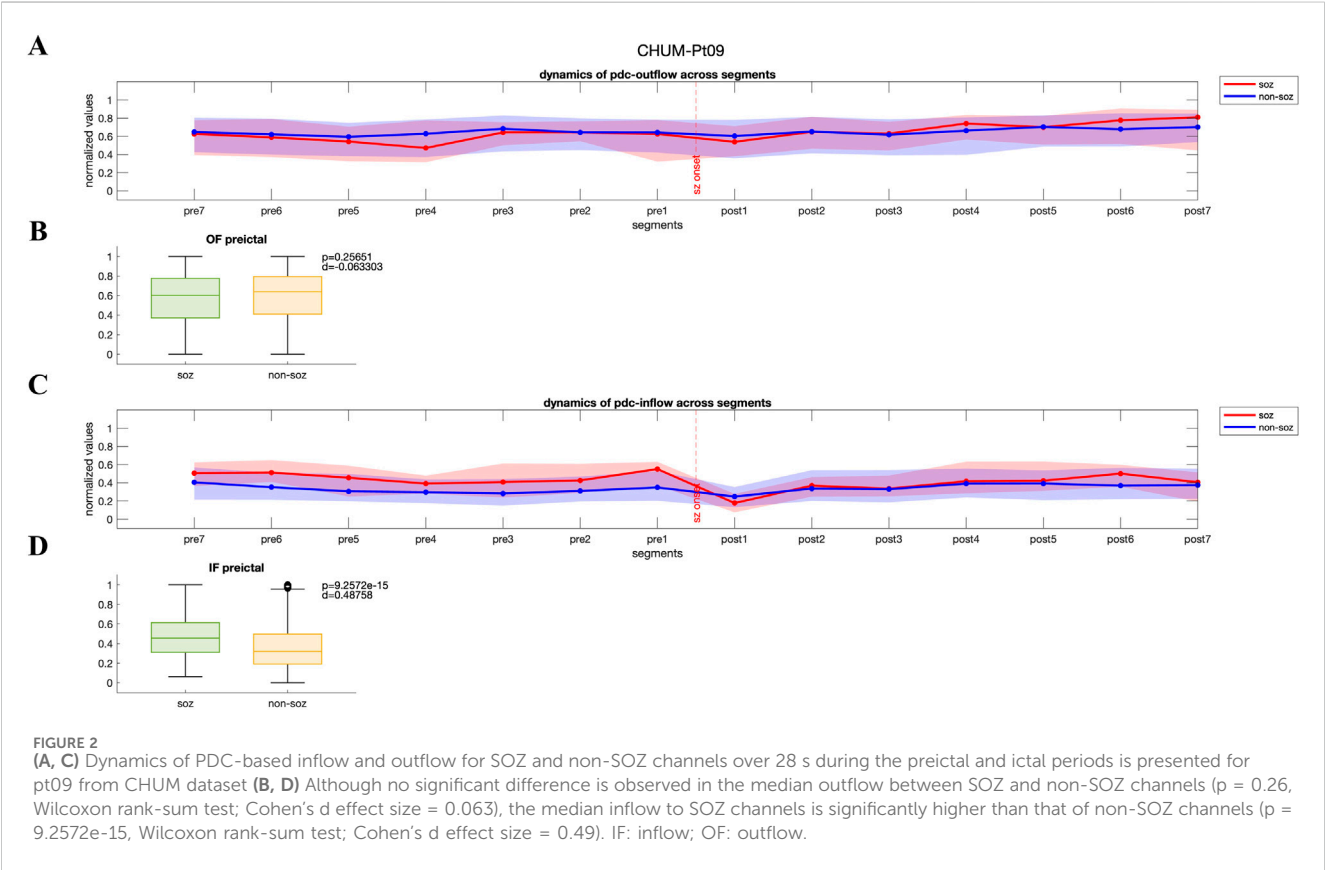 A
CHUM-Pt09
dynamics of pdc-outflow across segments
soz
non-soz
normalized values
1
0.8
0.6
0.4
0.2
0
sz onset
pre7 pre6 pre5 pre4 pre3 pre2 pre1 post1 post2 post3 post4 post5 post6 post7
segments
B
OF preictal
p=0.25651
d=-0.063303
1
0.8
0.6
0.4
0.2
0
soz non-soz
C
dynamics of pdc-inflow across segments
soz
non-soz
normalized values
1
0.8
0.6
0.4
0.2
0
sz onset
pre7 pre6 pre5 pre4 pre3 pre2 pre1 post1 post2 post3 post4 post5 post6 post7
segments
D
IF preictal
p=9.2572e-15
d=0.48758
1
0.8
0.6
0.4
0.2
0
soz non-soz
FIGURE 2
(A, C) Dynamics of PDC-based inflow and outflow for SOZ and non-SOZ channels over 28 s during the preictal and ictal periods is presented for
pt09 from CHUM dataset (B, D) Although no significant difference is observed in the median outflow between SOZ and non-SOZ channels (p = 0.26,
Wilcoxon rank-sum test; Cohen’s d effect size = 0.063), the median inflow to SOZ channels is significantly higher than that of non-SOZ channels (p =
9.2572e-15, Wilcoxon rank-sum test; Cohen’s d effect size = 0.49). IF: inflow; OF: outflow.